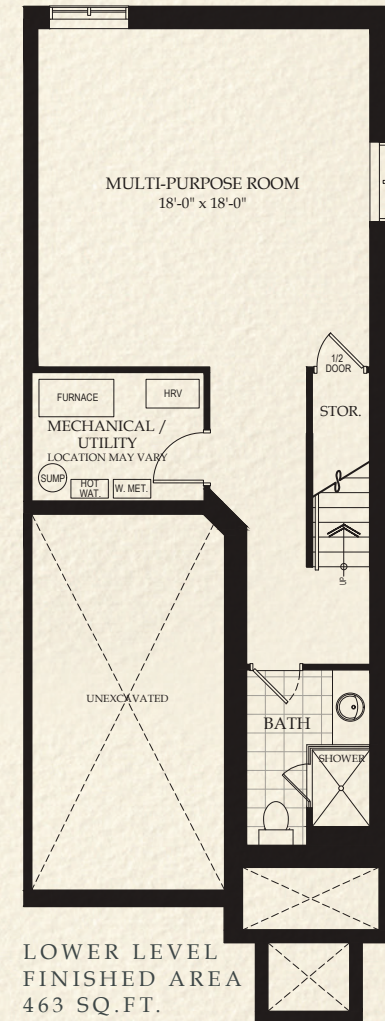 MULTI-PURPOSE ROOM
18'-0" x 18'-0"
1/2
DOOR
STOR.
FURNACE
HRV
MECHANICAL /
UTILITY
LOCATION MAY VARY
SUMP
HOT
WAT.
W. MET.
UP
UNEXCAVATED
BATH
SHOWER
LOWER LEVEL
FINISHED AREA
463 SQ.FT.